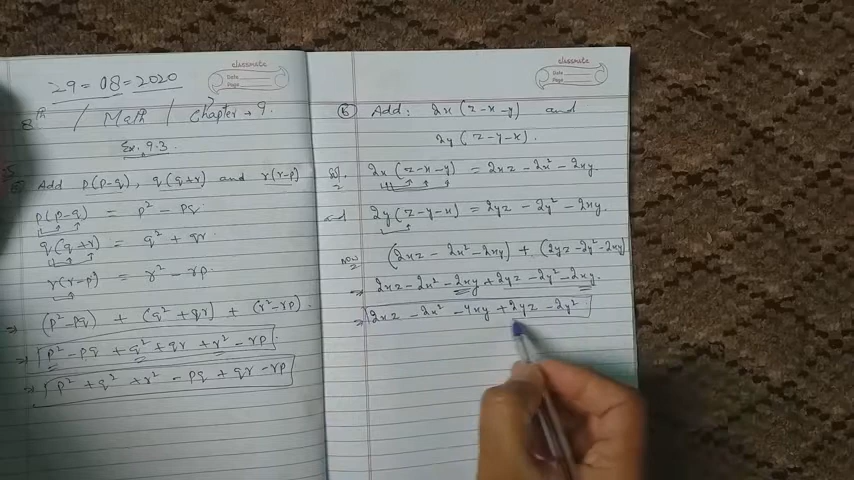 29 = 08 = 2020
classmate
Date
Page
8th / Math / Chapter → 9.
Ex. 9.3
Add p(p-q), q(q+r) and r(r-p)
p(p-q) = p² - pq
q(q+r) = q² + qr
r(r-p) = r² - rp
⇒ (p²-pq) + (q²+qr) + (r²-rp).
⇒ p² - pq + q² + qr + r² - rp.
⇒ p² + q² + r² - pq + qr - rp
classmate
Date
Page
(b) Add: 2x (z-x-y) and
2y (z-y-x).
Sol. 2x (z-x-y) = 2xz - 2x² - 2xy
and 2y (z-y-x) = 2yz - 2y² - 2xy.
now (2xz - 2x² - 2xy) + (2yz - 2y² - 2xy)
⇒ 2xz - 2x² - 2xy + 2yz - 2y² - 2xy.
⇒ 2xz - 2x² - 4xy + 2yz - 2y²